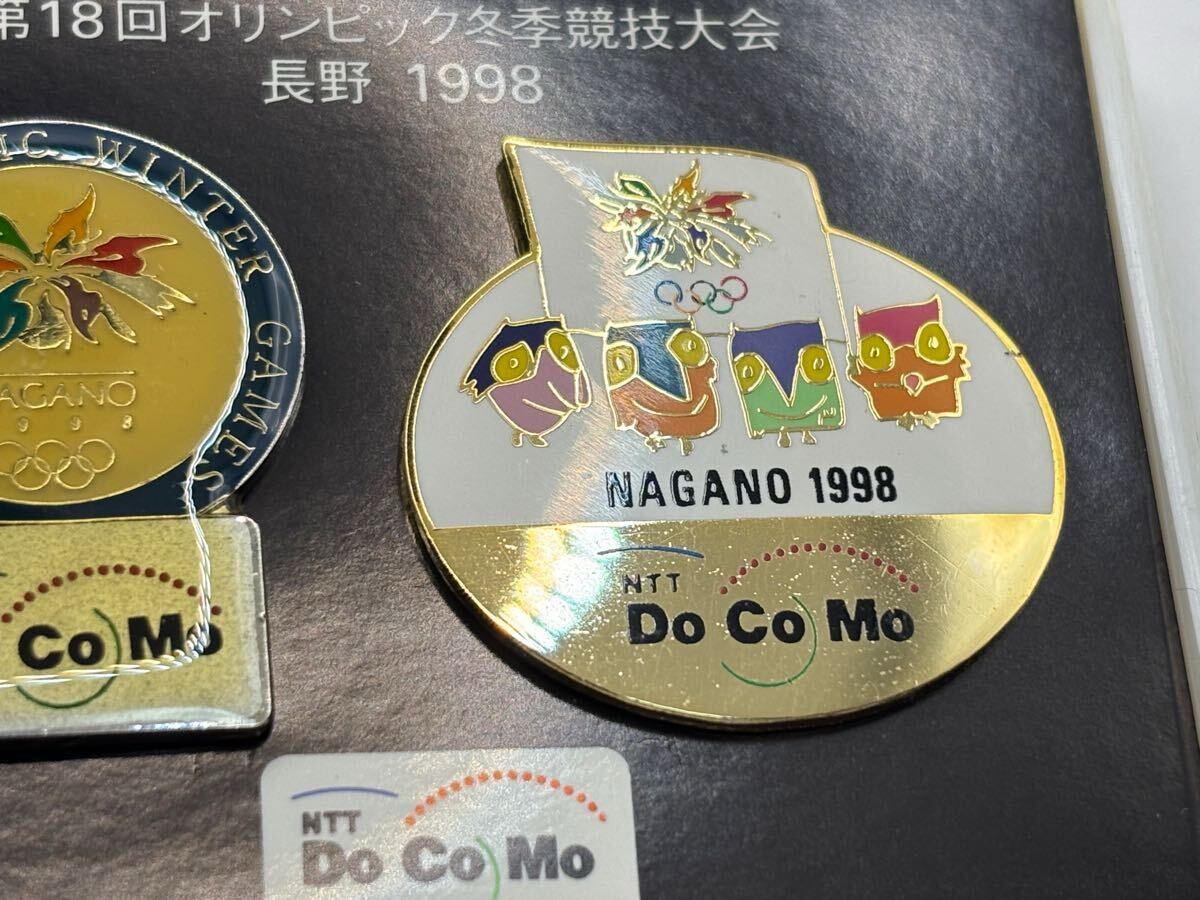 第18回オリンピック冬季競技大会
長野 1998
WINTER GAMES
NAGANO
1998
Co Mo
NAGANO 1998
NTT
Do Co Mo
NTT
Do Co Mo